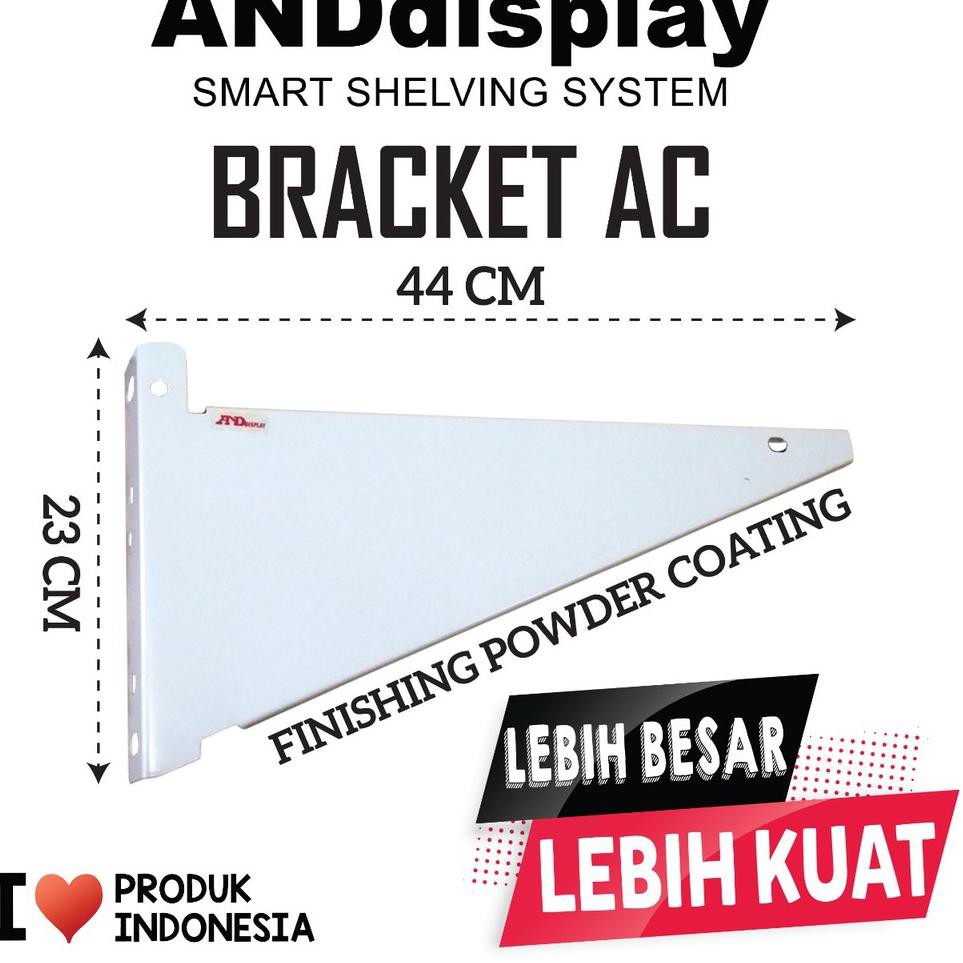 ANDdisplay
SMART SHELVING SYSTEM
BRACKET AC
44 CM
ANDDISPLAY
23 CM
FINISHING POWDER COATING
LEBIH BESAR
LEBIH KUAT
I
PRODUK
INDONESIA